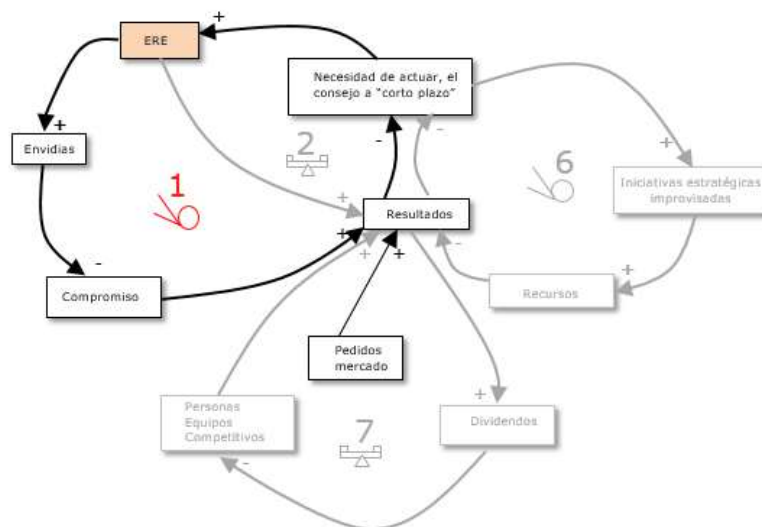 ERE
Necesidad de actuar, el
consejo a "corto plazo"
Envidias
1
2
6
Iniciativas estratégicas
improvisadas
Resultados
Compromiso
Recursos
Pedidos
mercado
Personas
Equipos
Competitivos
7
Dividendos
+
+
-
+
+
-
-
+
+
-
+
+
+
+
-